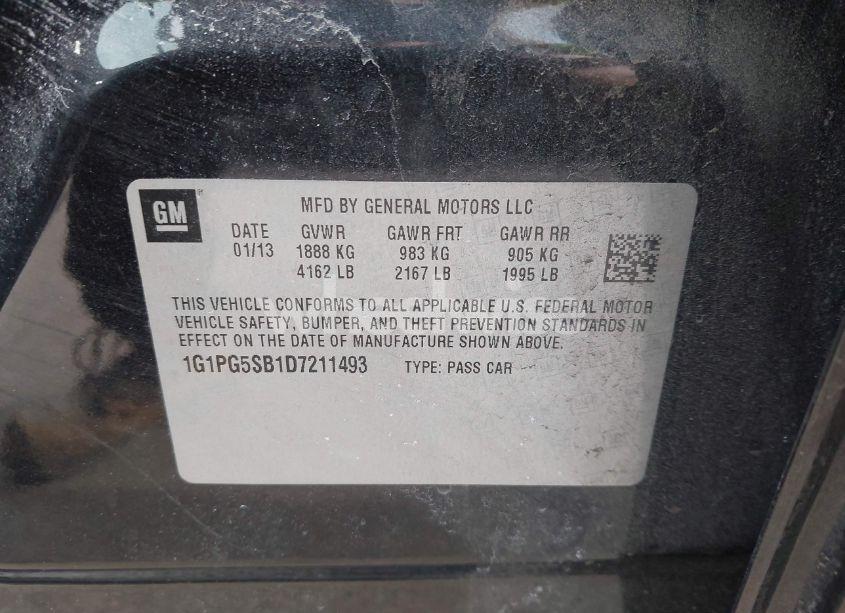 GM
MFD BY GENERAL MOTORS LLC
DATE GVWR GAWR FRT GAWR RR
01/13 1888 KG 983 KG 905 KG
4162 LB 2167 LB 1995 LB
THIS VEHICLE CONFORMS TO ALL APPLICABLE U.S. FEDERAL MOTOR
VEHICLE SAFETY, BUMPER, AND THEFT PREVENTION STANDARDS IN
EFFECT ON THE DATE OF MANUFACTURE SHOWN ABOVE.
1G1PG5SB1D7211493 TYPE: PASS CAR